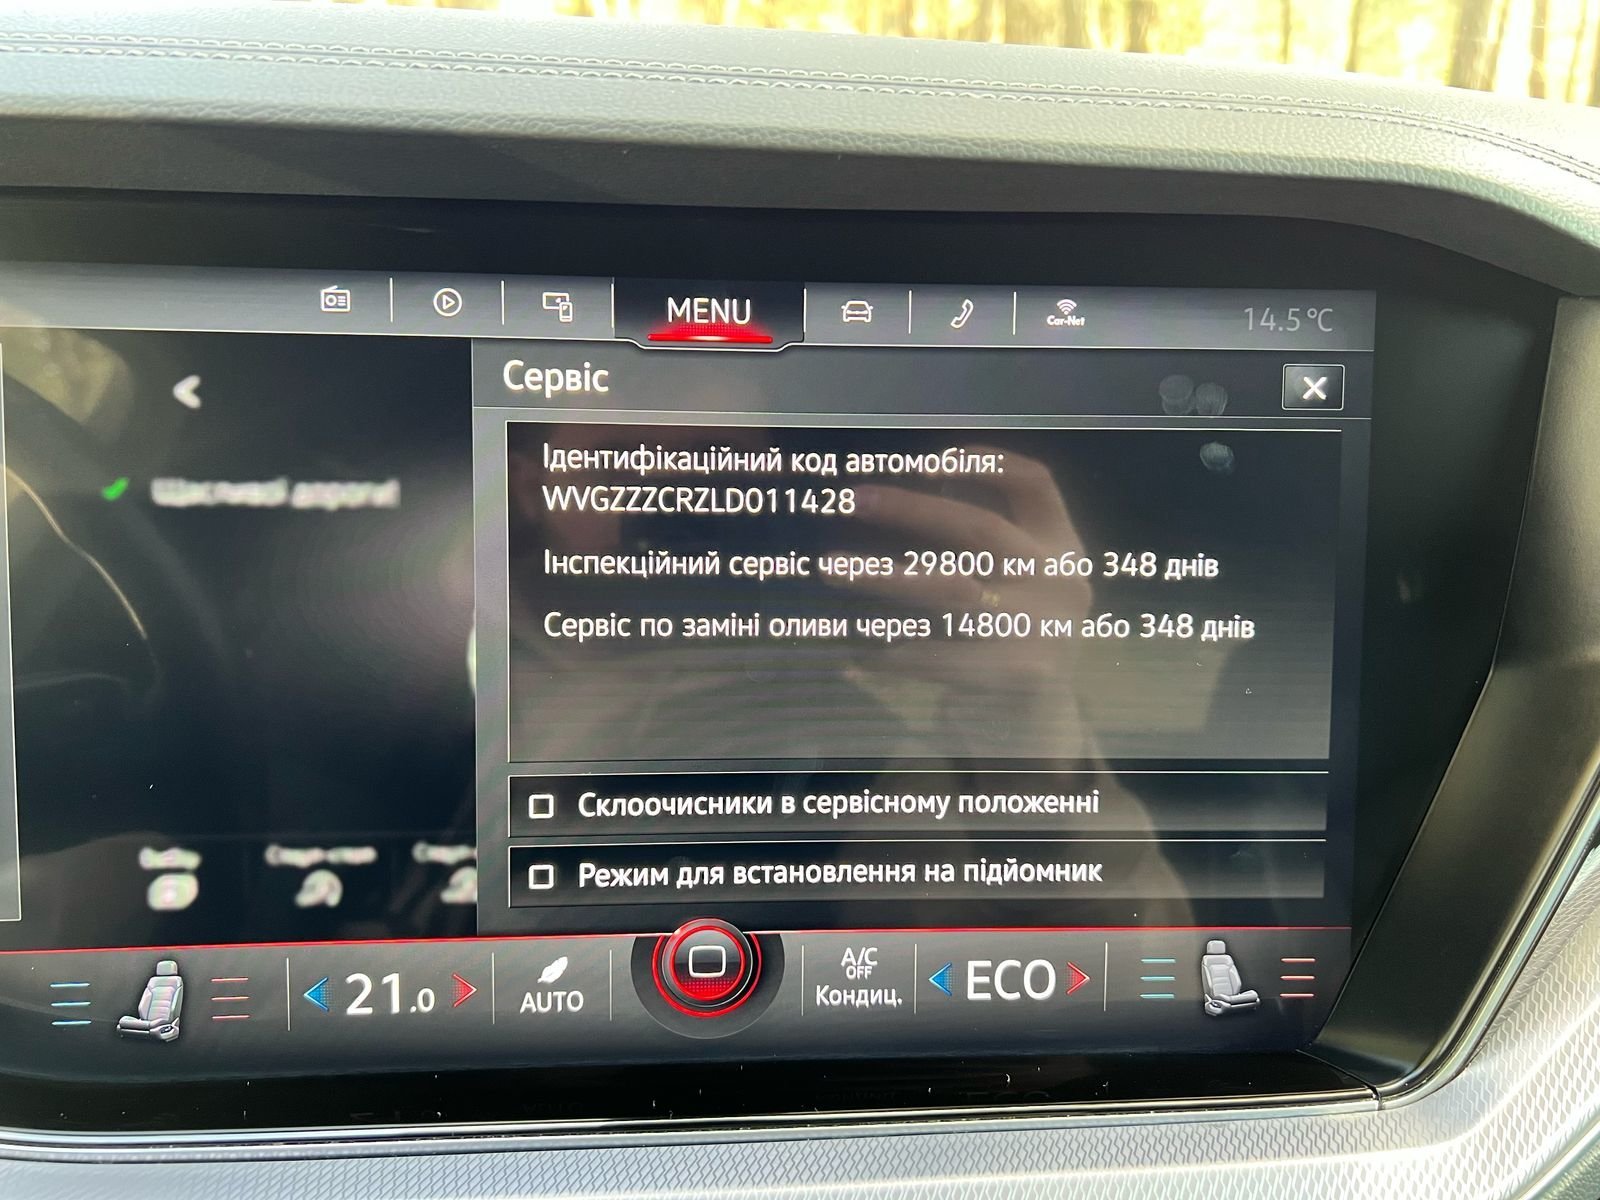 MENU
Car-Net
14.5°C
Сервіс
Щасливої дороги!
Ідентифікаційний код автомобіля:
WVGZZZCRZLD011428
Інспекційний сервіс через 29800 км або 348 днів
Сервіс по заміні оливи через 14800 км або 348 днів
Склоочисники в сервісному положенні
Режим для встановлення на підйомник
21.0
AUTO
A/C
OFF
Кондиц.
ECO